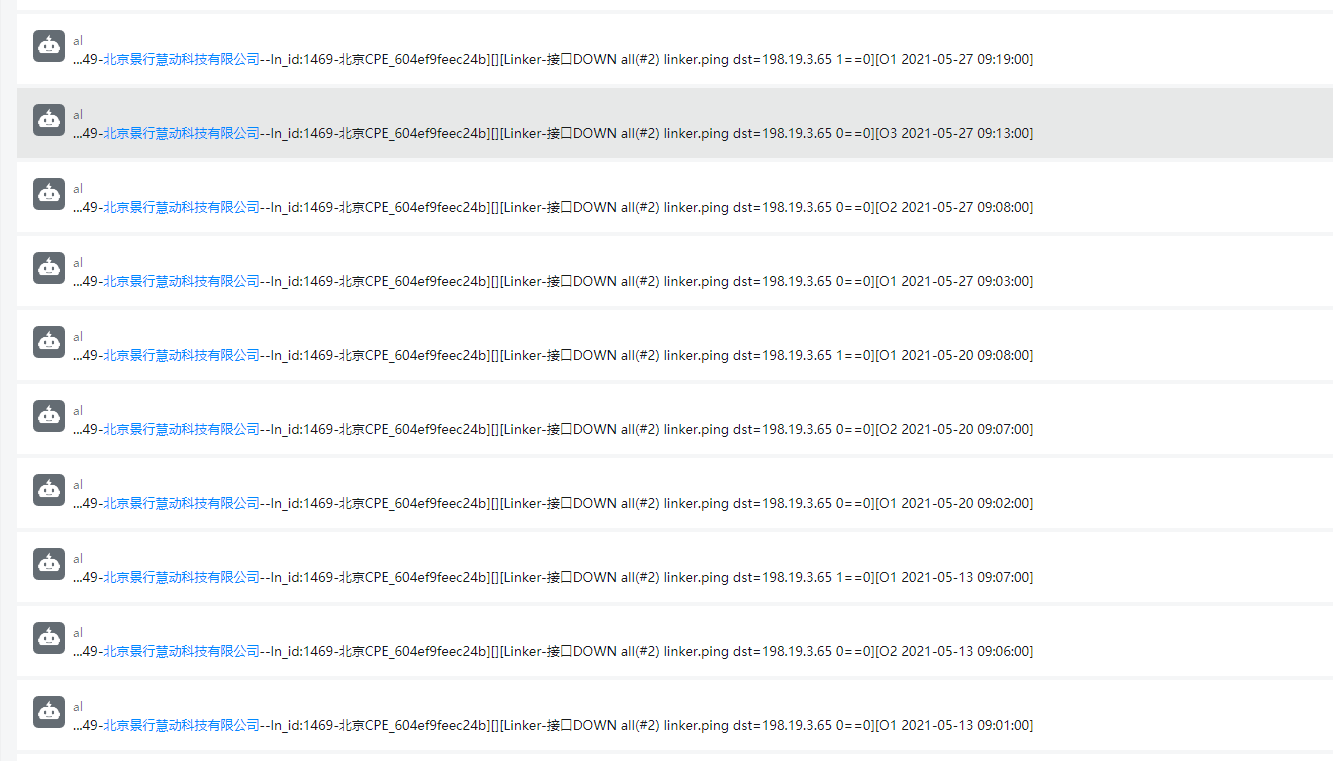 al
...49-北京景行慧动科技有限公司--ln_id:1469-北京CPE_604ef9feec24b][][Linker-接口DOWN all(#2) linker.ping dst=198.19.3.65 1==0][O1 2021-05-27 09:19:00]
al
...49-北京景行慧动科技有限公司--ln_id:1469-北京CPE_604ef9feec24b][][Linker-接口DOWN all(#2) linker.ping dst=198.19.3.65 0==0][O3 2021-05-27 09:13:00]
al
...49-北京景行慧动科技有限公司--ln_id:1469-北京CPE_604ef9feec24b][][Linker-接口DOWN all(#2) linker.ping dst=198.19.3.65 0==0][O2 2021-05-27 09:08:00]
al
...49-北京景行慧动科技有限公司--ln_id:1469-北京CPE_604ef9feec24b][][Linker-接口DOWN all(#2) linker.ping dst=198.19.3.65 0==0][O1 2021-05-27 09:03:00]
al
...49-北京景行慧动科技有限公司--ln_id:1469-北京CPE_604ef9feec24b][][Linker-接口DOWN all(#2) linker.ping dst=198.19.3.65 1==0][O1 2021-05-20 09:08:00]
al
...49-北京景行慧动科技有限公司--ln_id:1469-北京CPE_604ef9feec24b][][Linker-接口DOWN all(#2) linker.ping dst=198.19.3.65 0==0][O2 2021-05-20 09:07:00]
al
...49-北京景行慧动科技有限公司--ln_id:1469-北京CPE_604ef9feec24b][][Linker-接口DOWN all(#2) linker.ping dst=198.19.3.65 0==0][O1 2021-05-20 09:02:00]
al
...49-北京景行慧动科技有限公司--ln_id:1469-北京CPE_604ef9feec24b][][Linker-接口DOWN all(#2) linker.ping dst=198.19.3.65 1==0][O1 2021-05-13 09:07:00]
al
...49-北京景行慧动科技有限公司--ln_id:1469-北京CPE_604ef9feec24b][][Linker-接口DOWN all(#2) linker.ping dst=198.19.3.65 0==0][O2 2021-05-13 09:06:00]
al
...49-北京景行慧动科技有限公司--ln_id:1469-北京CPE_604ef9feec24b][][Linker-接口DOWN all(#2) linker.ping dst=198.19.3.65 0==0][O1 2021-05-13 09:01:00]